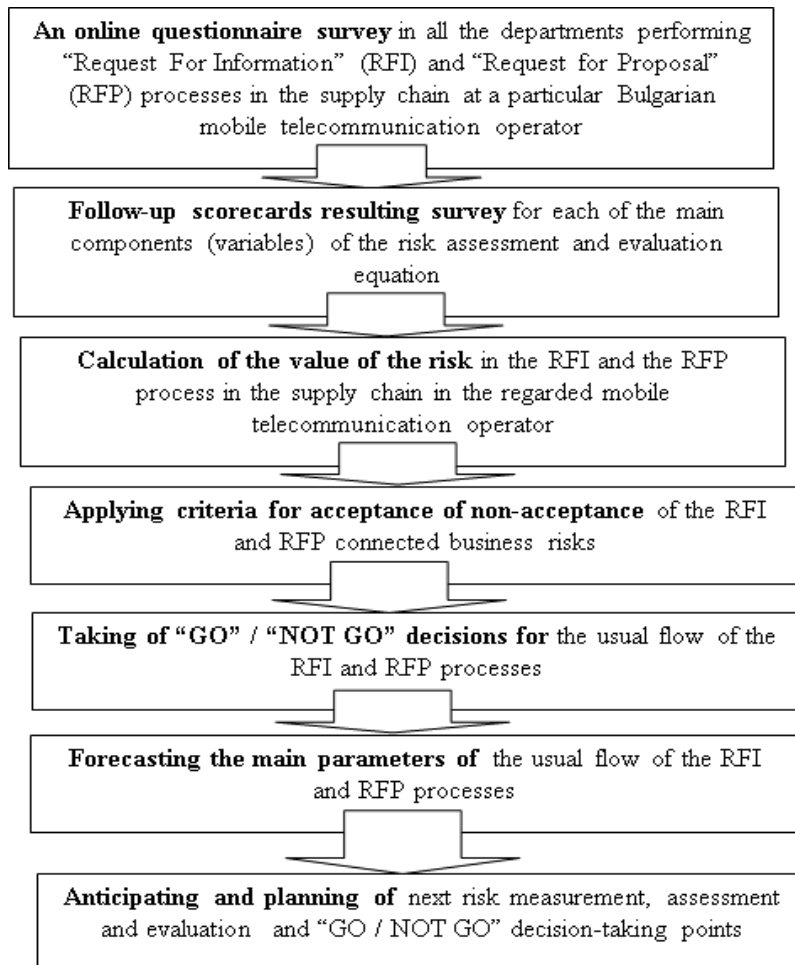 An online questionnaire survey in all the departments performing
“Request For Information” (RFI) and “Request for Proposal”
(RFP) processes in the supply chain at a particular Bulgarian
mobile telecommunication operator
Follow-up scorecards resulting survey for each of the main
components (variables) of the risk assessment and evaluation
equation
Calculation of the value of the risk in the RFI and the RFP
process in the supply chain in the regarded mobile
telecommunication operator
Applying criteria for acceptance of non-acceptance of the RFI
and RFP connected business risks
Taking of “GO” / “NOT GO” decisions for the usual flow of the
RFI and RFP processes
Forecasting the main parameters of the usual flow of the RFI
and RFP processes
Anticipating and planning of next risk measurement, assessment
and evaluation and “GO / NOT GO” decision-taking points